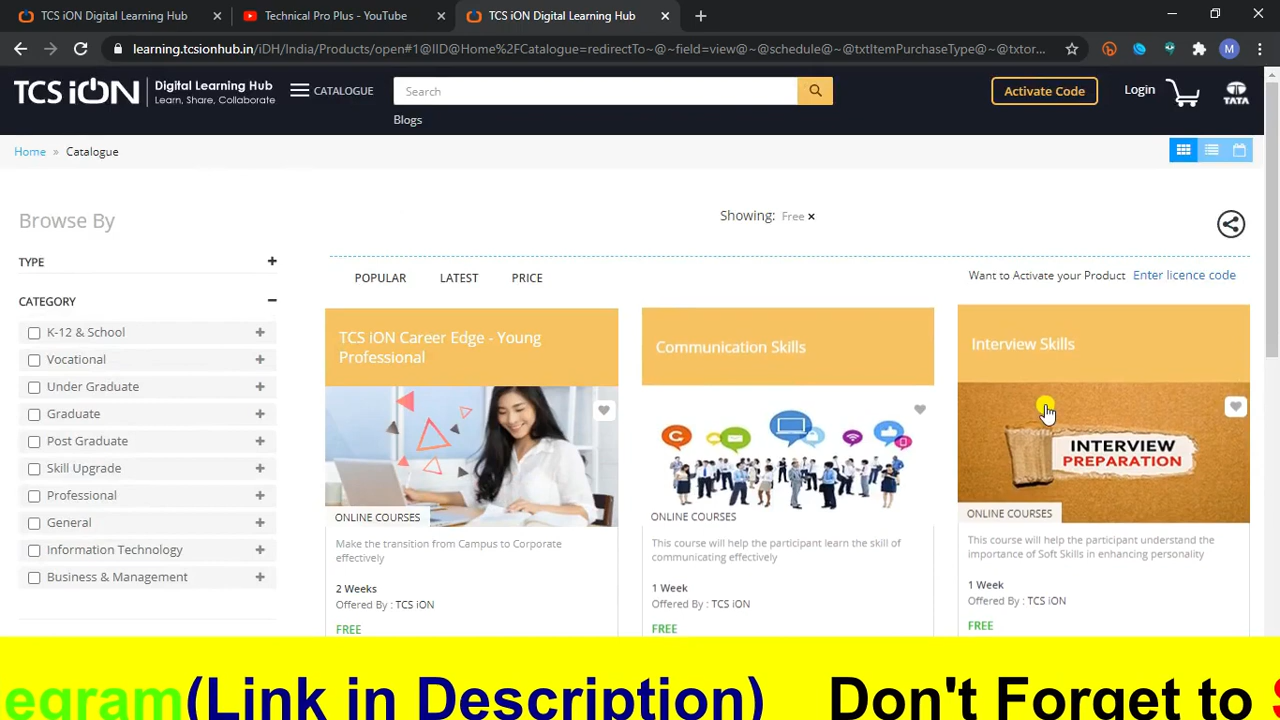 TCS iON Digital Learning Hub
Technical Pro Plus - YouTube
TCS iON Digital Learning Hub
learning.tcsionhub.in/iDH/India/Products/open#1@IID@Home%2FCatalogue=redirectTo~@~field=view@~@schedule@~@txtItemPurchaseType@~@txtor...
M
TCS iON
Digital Learning Hub
Learn, Share, Collaborate
CATALOGUE
Search
Activate Code
Login
TATA
Blogs
Home » Catalogue
Browse By
Showing: Free ×
TYPE
CATEGORY
K-12 & School
Vocational
Under Graduate
Graduate
Post Graduate
Skill Upgrade
Professional
General
Information Technology
Business & Management
POPULAR LATEST PRICE
Want to Activate your Product Enter licence code
TCS iON Career Edge - Young
Professional
ONLINE COURSES
Make the transition from Campus to Corporate
effectively
2 Weeks
Offered By : TCS iON
FREE
Communication Skills
ONLINE COURSES
This course will help the participant learn the skill of
communicating effectively
1 Week
Offered By : TCS iON
FREE
Interview Skills
INTERVIEW
PREPARATION
ONLINE COURSES
This course will help the participant understand the
importance of Soft Skills in enhancing personality
1 Week
Offered By : TCS iON
FREE
egram(Link in Description) Don't Forget to S